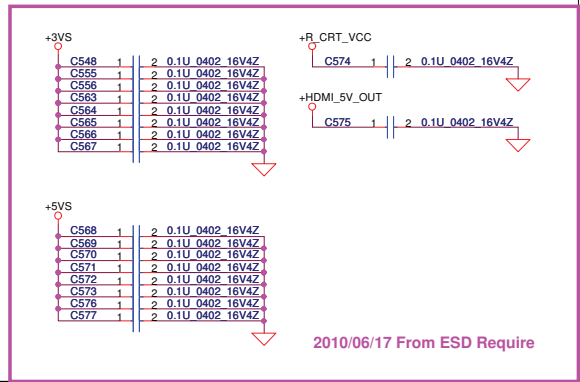 +3VS
C548 1 2 0.1U_0402_16V4Z
C555 1 2 0.1U_0402_16V4Z
C556 1 2 0.1U_0402_16V4Z
C563 1 2 0.1U_0402_16V4Z
C564 1 2 0.1U_0402_16V4Z
C565 1 2 0.1U_0402_16V4Z
C566 1 2 0.1U_0402_16V4Z
C567 1 2 0.1U_0402_16V4Z
+R_CRT_VCC
C574 1 2 0.1U_0402_16V4Z
+HDMI_5V_OUT
C575 1 2 0.1U_0402_16V4Z
+5VS
C568 1 2 0.1U_0402_16V4Z
C569 1 2 0.1U_0402_16V4Z
C570 1 2 0.1U_0402_16V4Z
C571 1 2 0.1U_0402_16V4Z
C572 1 2 0.1U_0402_16V4Z
C573 1 2 0.1U_0402_16V4Z
C576 1 2 0.1U_0402_16V4Z
C577 1 2 0.1U_0402_16V4Z
2010/06/17 From ESD Require